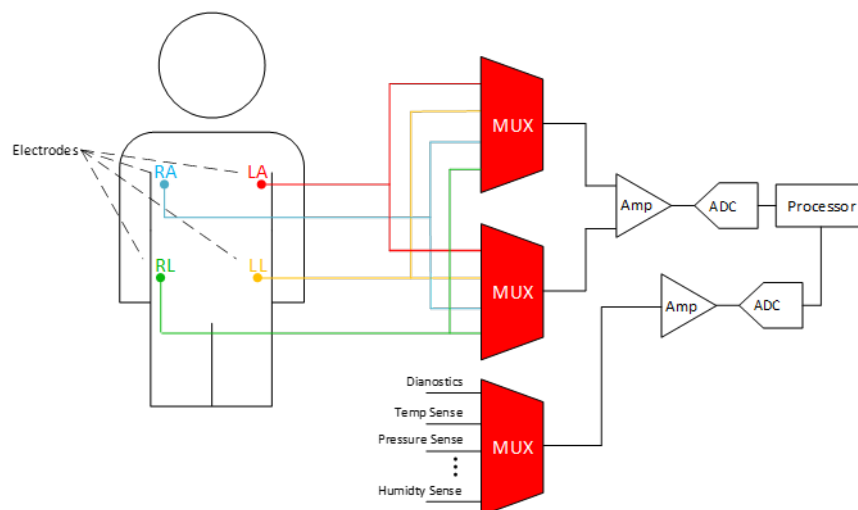 Electrodes
RA
LA
RL
LL
MUX
MUX
Amp
ADC
Processor
Amp
ADC
Dianostics
Temp Sense
Pressure Sense
Humidty Sense
MUX